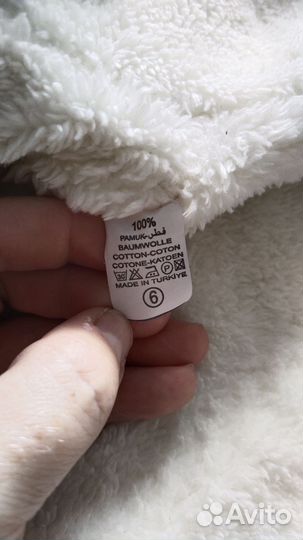 100%
PAMUK-قطن
BAUMWOLLE
COTTON-COTON
COTONE-KATOEN
MADE IN TURKIYE
6
Avito